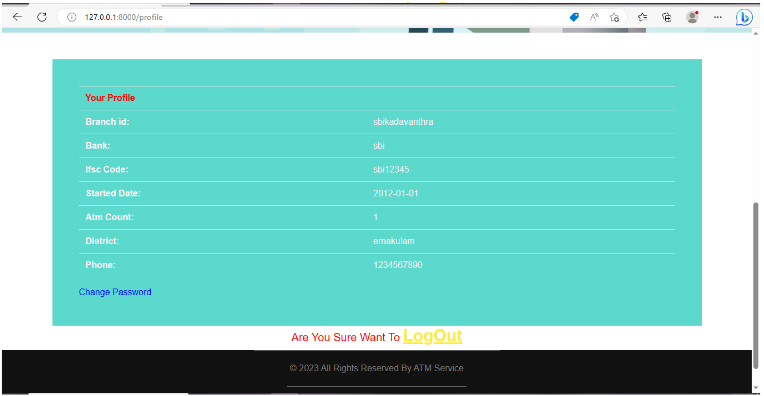 127.0.0.1:8000/profile
Your Profile
Branch id: sbikadavanthra
Bank: sbi
Ifsc Code: sbi12345
Started Date: 2012-01-01
Atm Count: 1
District: ernakulam
Phone: 1234567890
Change Password
Are You Sure Want To LogOut
© 2023 All Rights Reserved By ATM Service